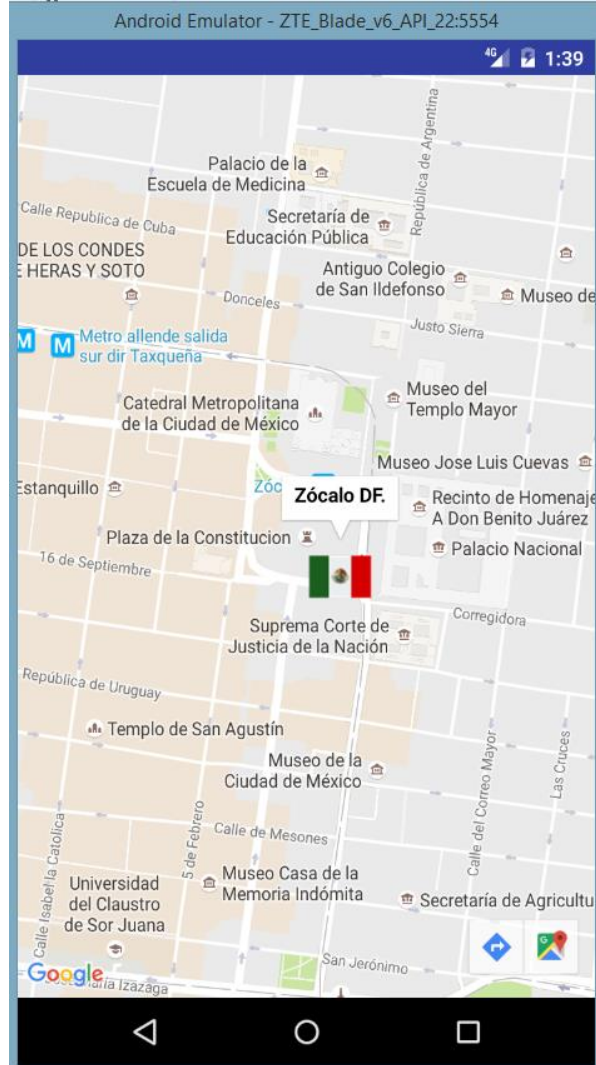 Android Emulator - ZTE_Blade_v6_API_22:5554
4G 1:39
República de Argentina
Palacio de la
Escuela de Medicina
Calle Republica de Cuba
Secretaría de
Educación Pública
DE LOS CONDES
E HERAS Y SOTO
Antiguo Colegio
de San Ildefonso
Museo de
Donceles
Justo Sierra
M M Metro allende salida
sur dir Taxqueña
Catedral Metropolitana
de la Ciudad de México
Museo del
Templo Mayor
Museo Jose Luis Cuevas
Estanquillo
Zóc
Zócalo DF.
Recinto de Homenaje
A Don Benito Juárez
Plaza de la Constitucion
Palacio Nacional
16 de Septiembre
Corregidora
Suprema Corte de
Justicia de la Nación
República de Uruguay
Templo de San Agustín
Museo de la
Ciudad de México
Calle del Correo Mayor
Las Cruces
5 de Febrero
Calle de Mesones
Calle Isabel la Catolica
Universidad
del Claustro
de Sor Juana
Museo Casa de la
Memoria Indómita
Secretaría de Agricultu
San Jerónimo
Google
Izazaga